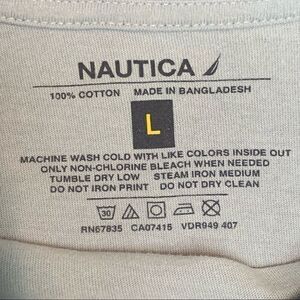 NAUTICA
100% COTTON MADE IN BANGLADESH
L
MACHINE WASH COLD WITH LIKE COLORS INSIDE OUT
ONLY NON-CHLORINE BLEACH WHEN NEEDED
TUMBLE DRY LOW STEAM IRON MEDIUM
DO NOT IRON PRINT DO NOT DRY CLEAN
30
RN67835 CA07415 VDR949 407